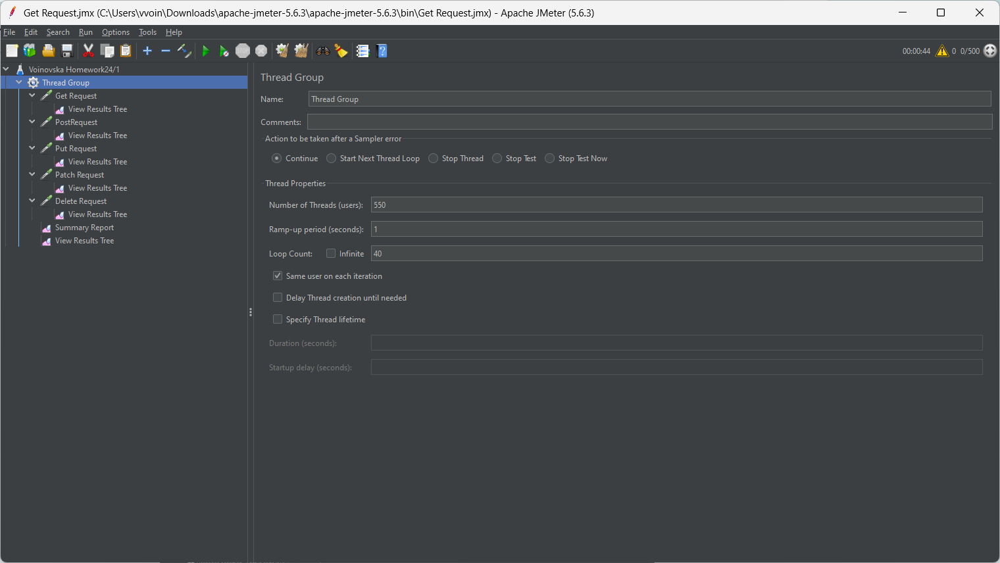 Get Request.jmx (C:\Users\vvoin\Downloads\apache-jmeter-5.6.3\apache-jmeter-5.6.3\bin\Get Request.jmx) - Apache JMeter (5.6.3)
File Edit Search Run Options Tools Help
STOP ? 00:00:44 0 0/500
Voinovska Homework24/1
Thread Group
Get Request
View Results Tree
PostRequest
View Results Tree
Put Request
View Results Tree
Patch Request
View Results Tree
Delete Request
View Results Tree
Summary Report
View Results Tree
Thread Group
Name: Thread Group
Comments:
Action to be taken after a Sampler error
Continue Start Next Thread Loop Stop Thread Stop Test Stop Test Now
Thread Properties
Number of Threads (users): 550
Ramp-up period (seconds): 1
Loop Count: Infinite 40
Same user on each iteration
Delay Thread creation until needed
Specify Thread lifetime
Duration (seconds):
Startup delay (seconds):